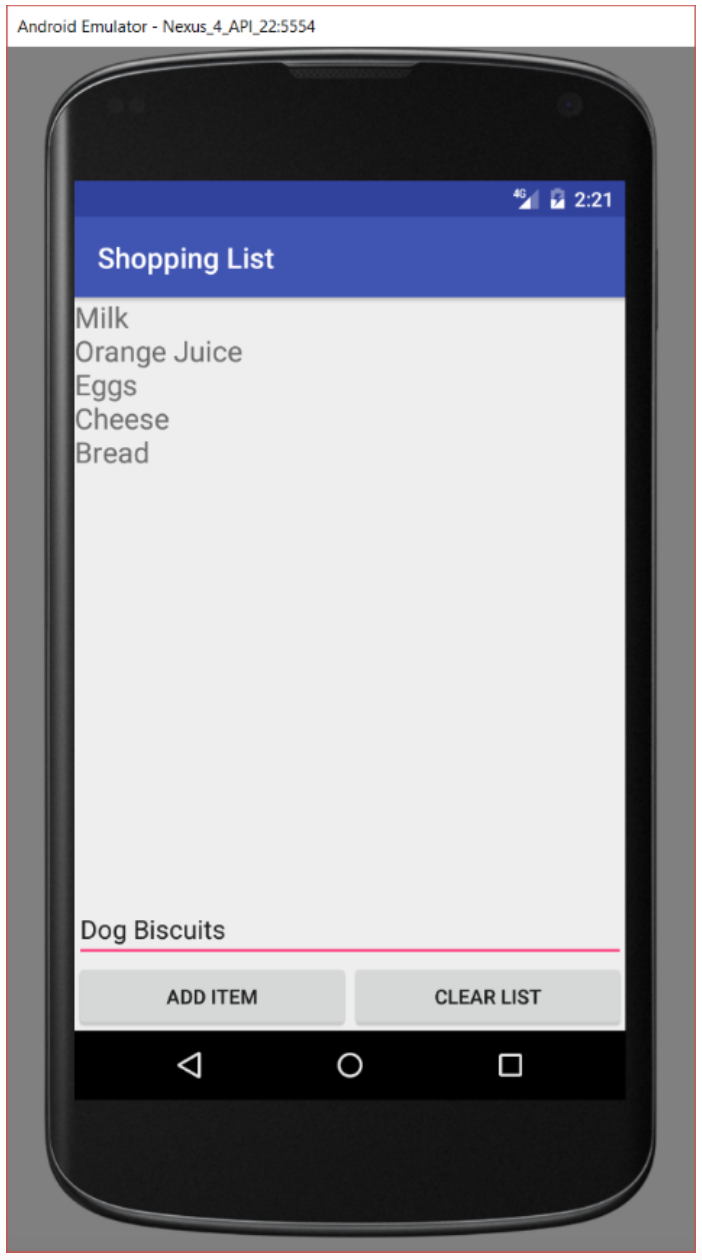 Android Emulator - Nexus_4_API_22:5554
4G 2:21
Shopping List
Milk
Orange Juice
Eggs
Cheese
Bread
Dog Biscuits
ADD ITEM CLEAR LIST